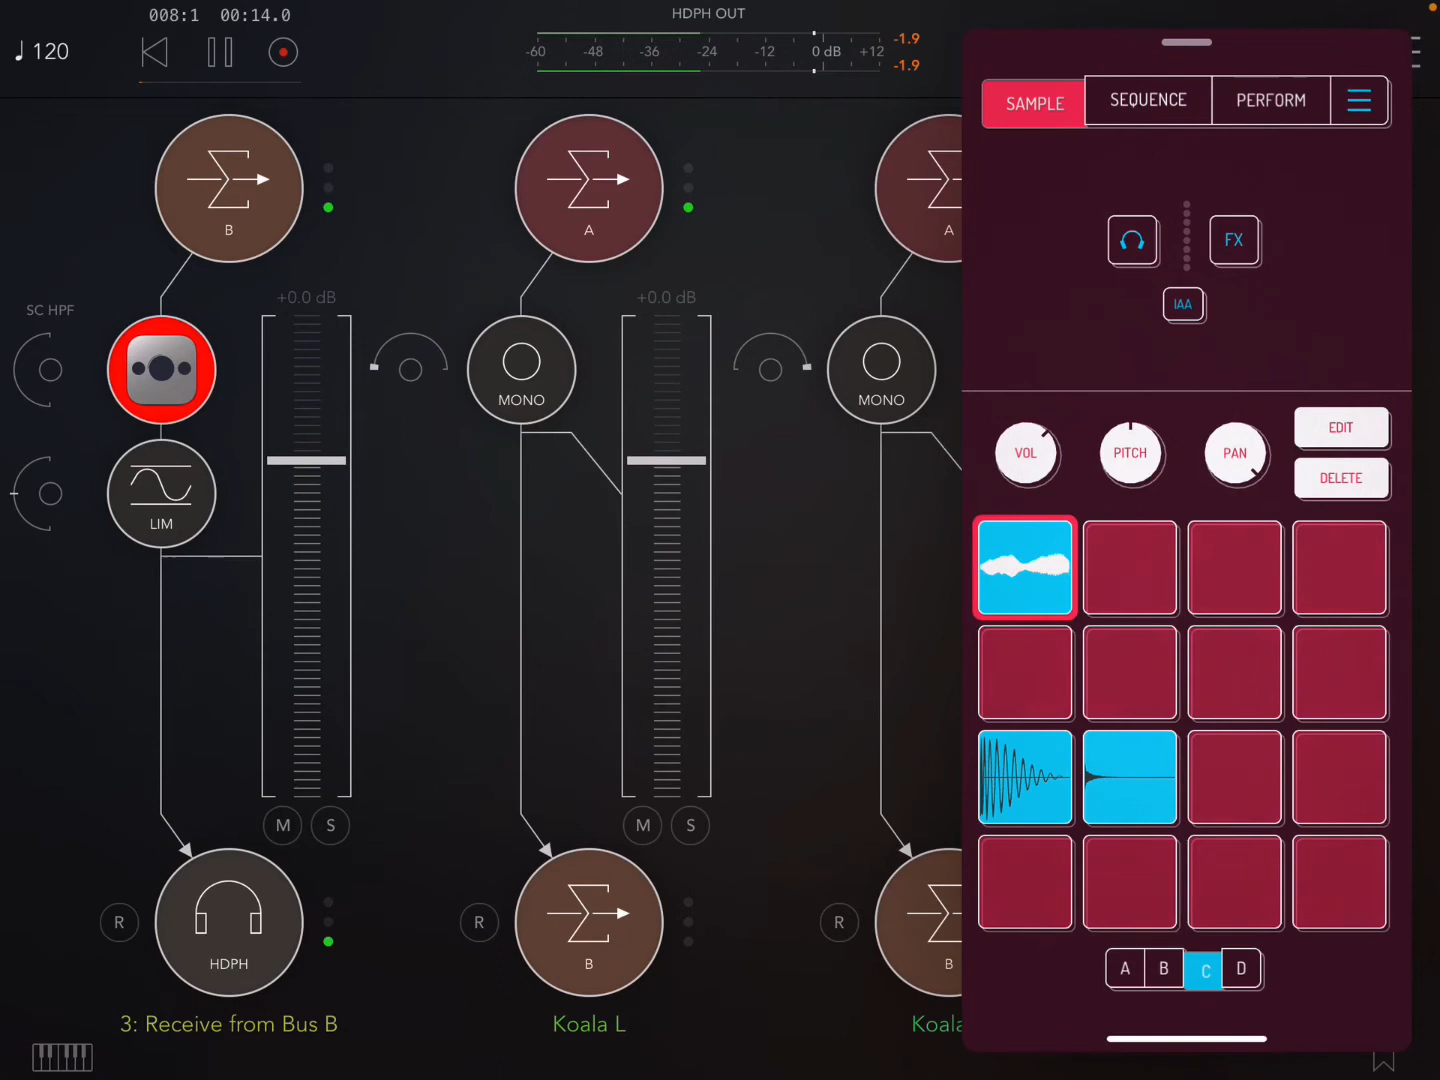 008:1 00:14.0
HDPH OUT
120
-60 -48 -36 -24 -12 0 dB +12
-1.9
-1.9
SAMPLE SEQUENCE PERFORM
B
A
A
FX
IAA
+0.0 dB
+0.0 dB
SC HPF
MONO
MONO
VOL PITCH PAN
EDIT
DELETE
LIM
M S
M S
R
R
R
HDPH
B
B
A B C D
3: Receive from Bus B
Koala L
Koala